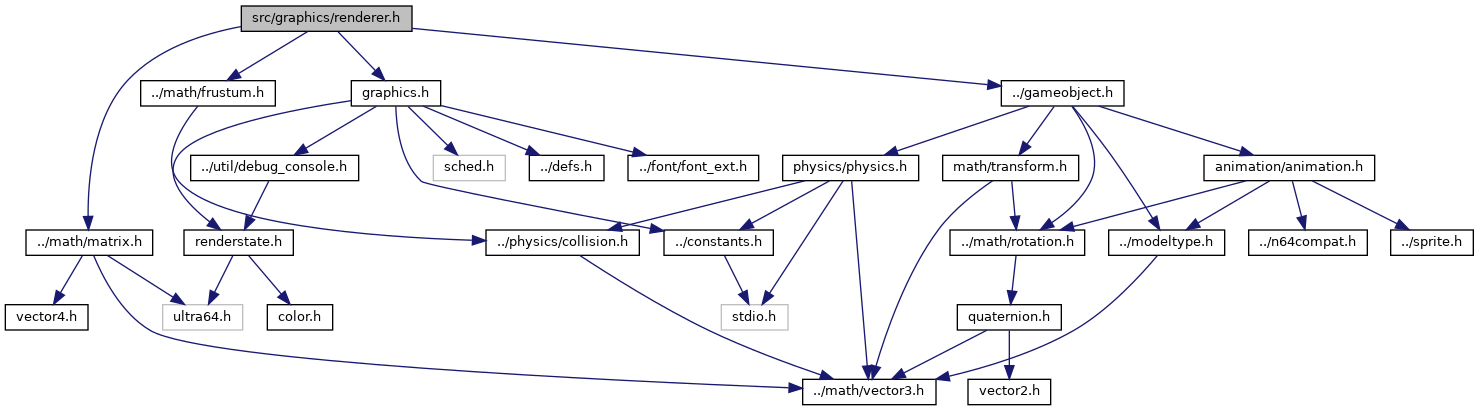 src/graphics/renderer.h
../math/frustum.h
graphics.h
../gameobject.h
../util/debug_console.h
sched.h
../defs.h
../font/font_ext.h
physics/physics.h
math/transform.h
animation/animation.h
../math/matrix.h
renderstate.h
../physics/collision.h
../constants.h
../math/rotation.h
../modeltype.h
../n64compat.h
../sprite.h
vector4.h
ultra64.h
color.h
stdio.h
quaternion.h
../math/vector3.h
vector2.h